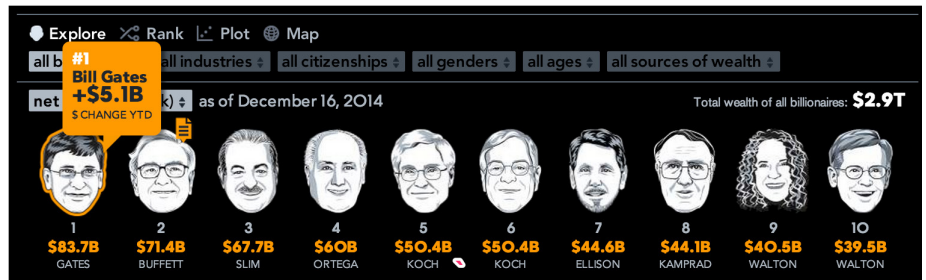 Explore Rank Plot Map
all b all industries all citizenships all genders all ages all sources of wealth
#1
Bill Gates
+$5.1B
$ CHANGE YTD
net k) as of December 16, 2014 Total wealth of all billionaires: $2.9T
1 2 3 4 5 6 7 8 9 10
$83.7B $71.4B $67.7B $60B $50.4B $50.4B $44.6B $44.1B $40.5B $39.5B
GATES BUFFETT SLIM ORTEGA KOCH KOCH ELLISON KAMPRAD WALTON WALTON